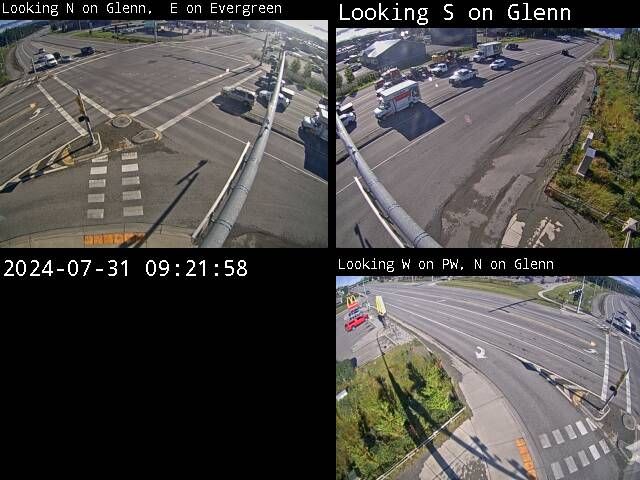 Looking N on Glenn,  E on Evergreen
Looking S on Glenn
2024-07-31 09:21:58
Looking W on PW, N on Glenn